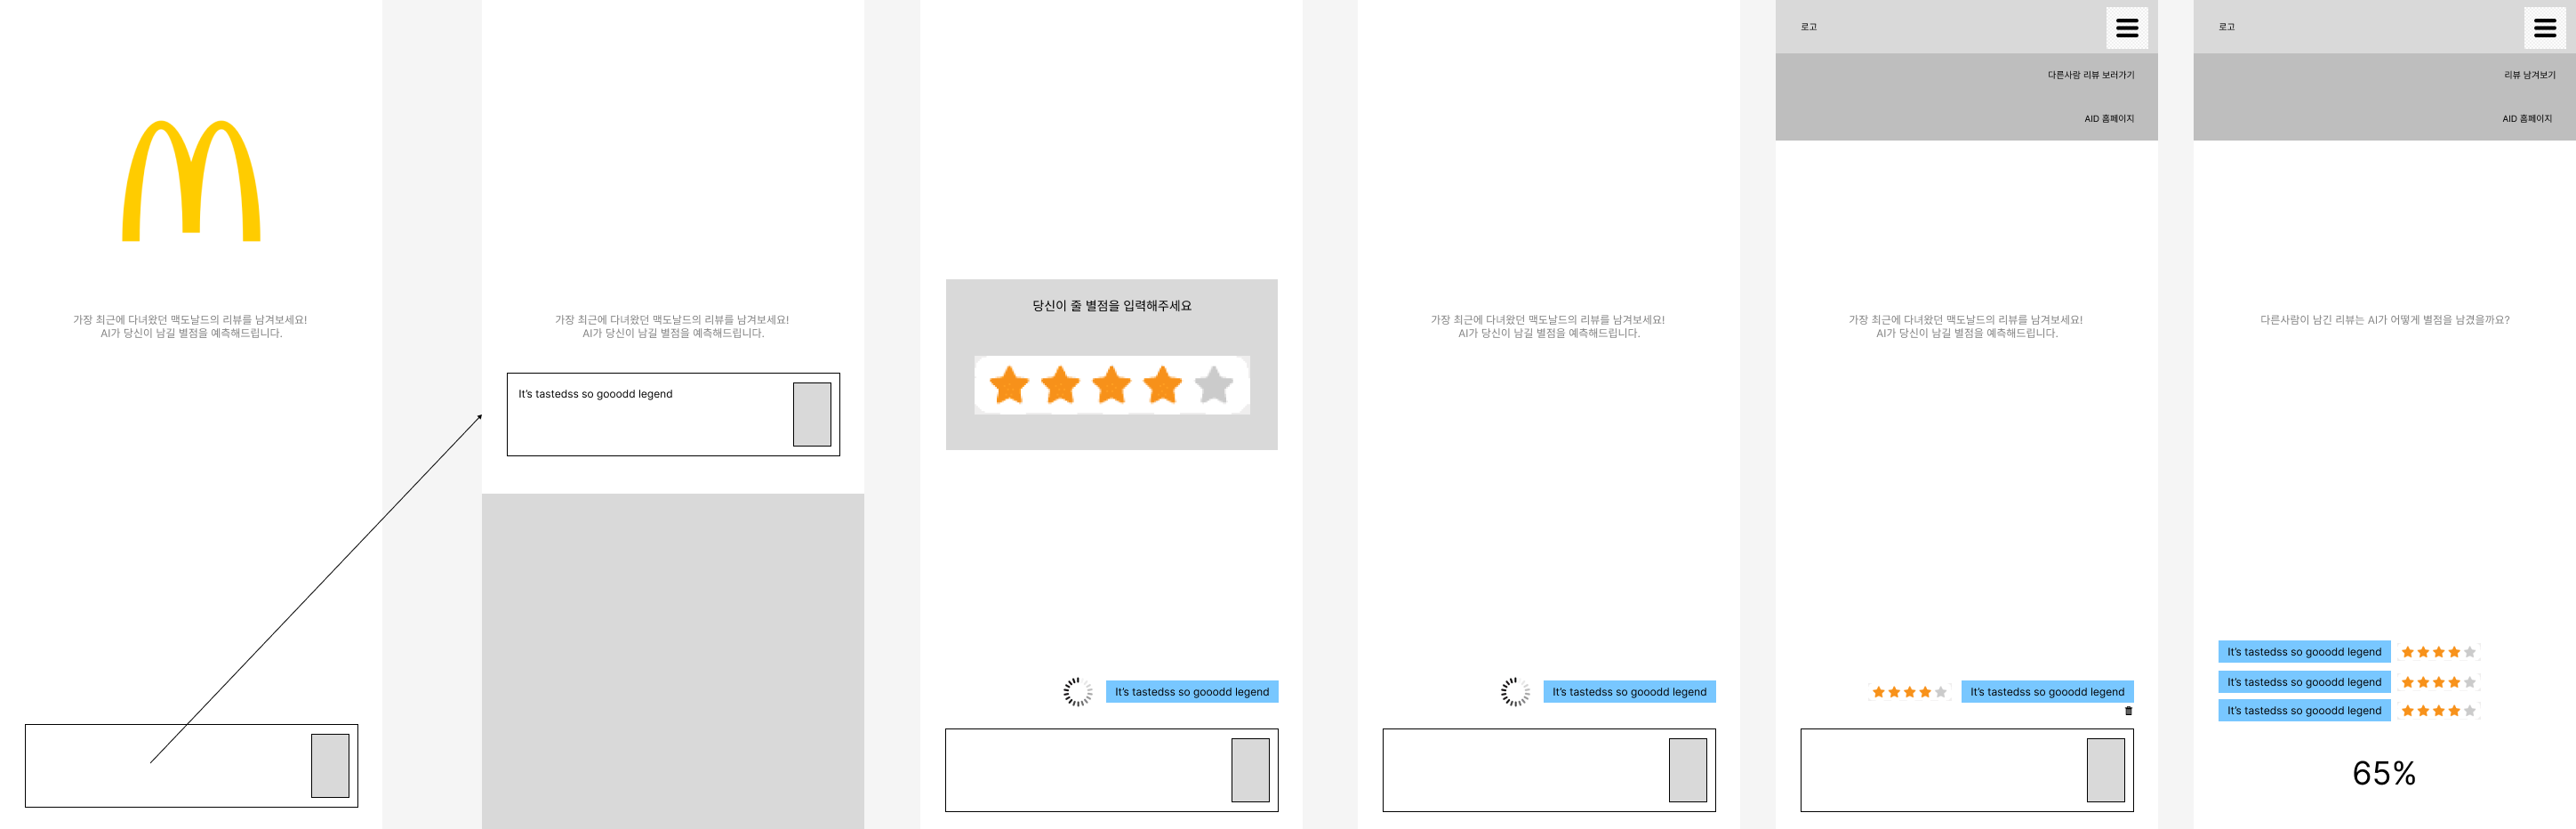 가장 최근에 다녀왔던 맥도날드의 리뷰를 남겨보세요!
AI가 당신이 남길 별점을 예측해드립니다.
가장 최근에 다녀왔던 맥도날드의 리뷰를 남겨보세요!
AI가 당신이 남길 별점을 예측해드립니다.
It's tastedss so gooodd legend
당신이 줄 별점을 입력해주세요
It's tastedss so gooodd legend
가장 최근에 다녀왔던 맥도날드의 리뷰를 남겨보세요!
AI가 당신이 남길 별점을 예측해드립니다.
It's tastedss so gooodd legend
로고
다른사람 리뷰 보러가기
AID 홈페이지
가장 최근에 다녀왔던 맥도날드의 리뷰를 남겨보세요!
AI가 당신이 남길 별점을 예측해드립니다.
It's tastedss so gooodd legend
로고
리뷰 남겨보기
AID 홈페이지
다른사람이 남긴 리뷰는 AI가 어떻게 별점을 남겼을까요?
It's tastedss so gooodd legend
It's tastedss so gooodd legend
It's tastedss so gooodd legend
65%